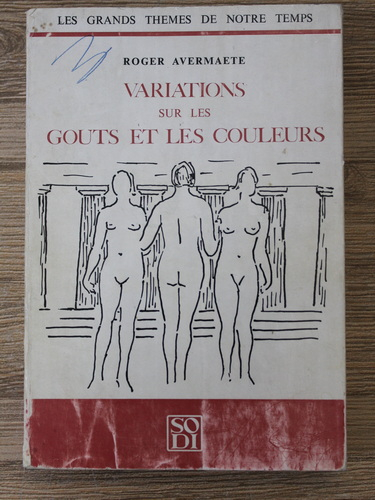 LES GRANDS THEMES DE NOTRE TEMPS
ROGER AVERMAETE
VARIATIONS
SUR LES
GOUTS ET LES COULEURS
SO
DI